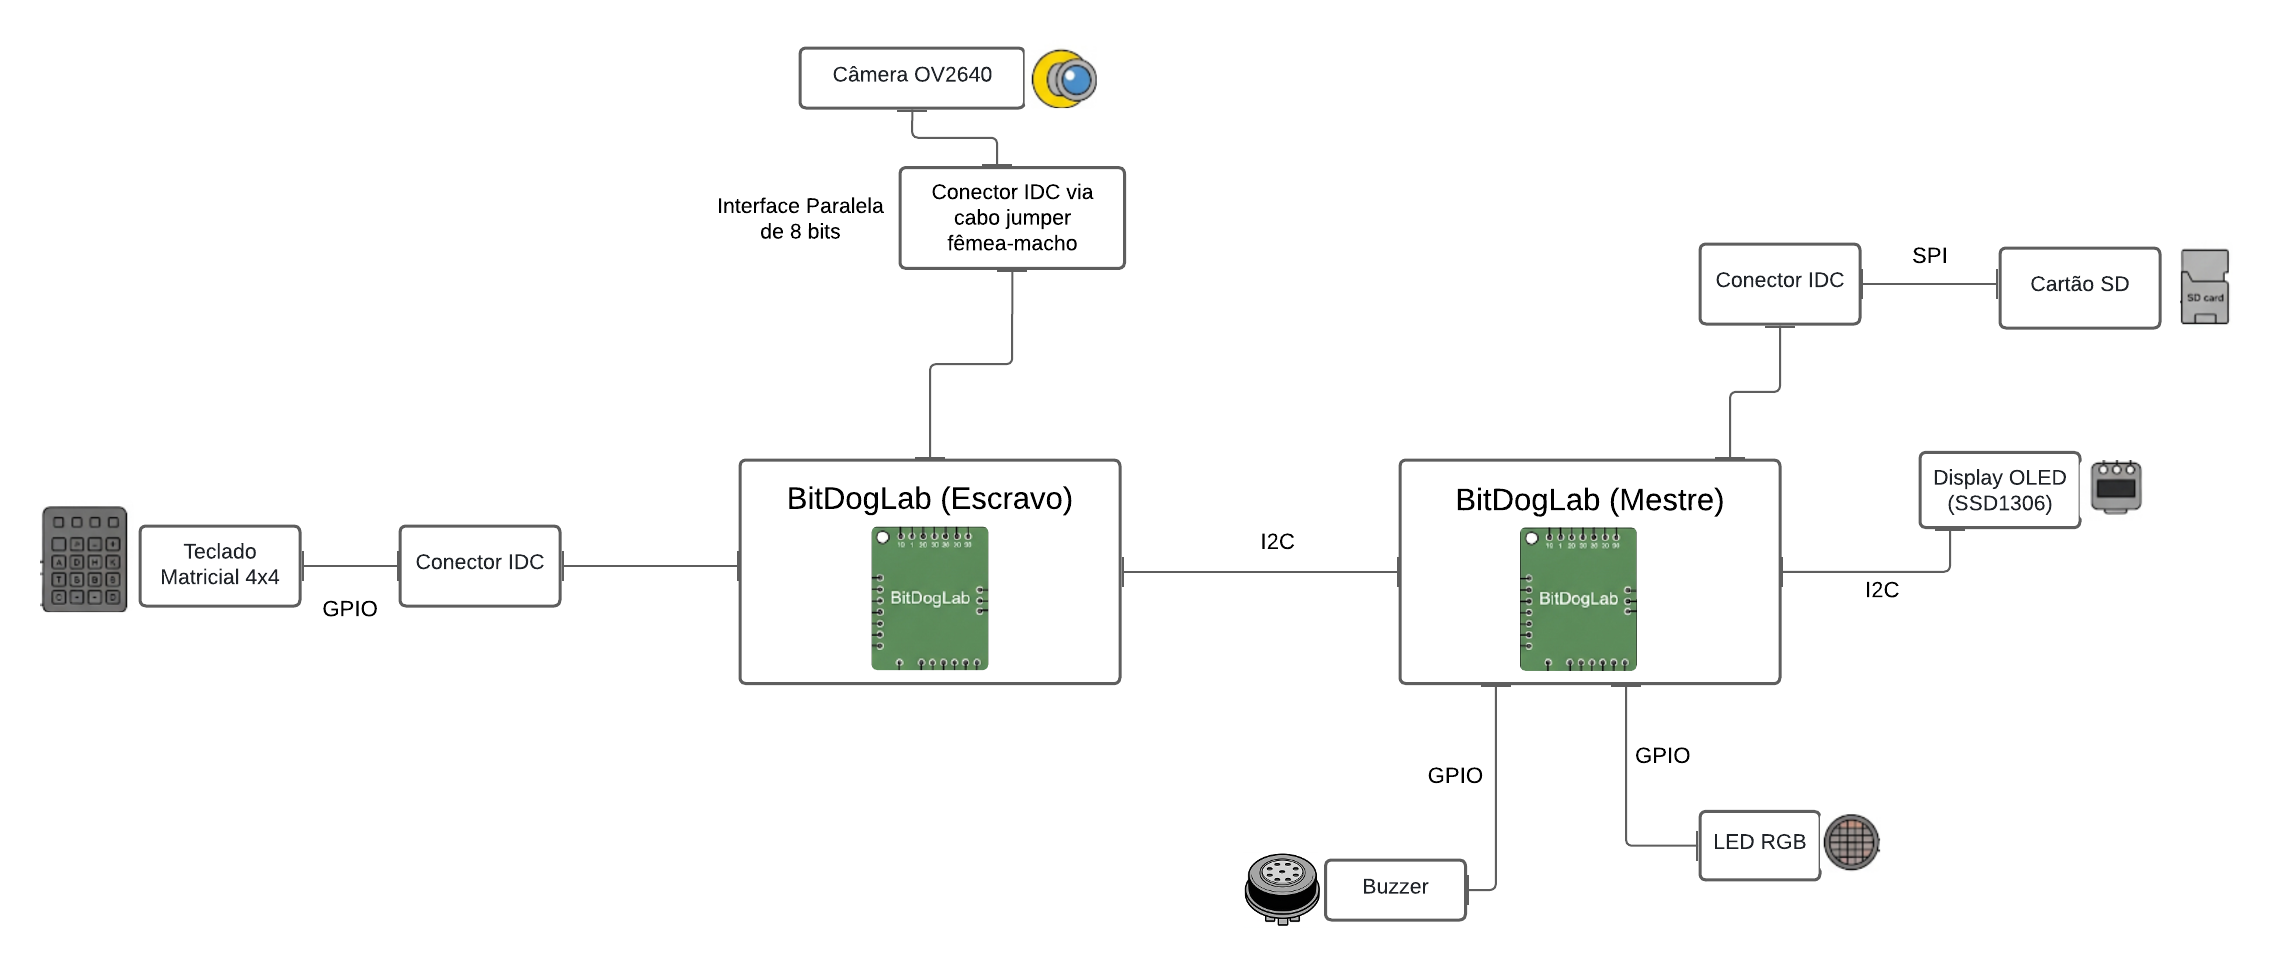 Câmera OV2640
Interface Paralela
de 8 bits
Conector IDC via
cabo jumper
fêmea-macho
Conector IDC
SPI
Cartão SD
SD card
BitDogLab (Escravo)
BitDogLab
I2C
BitDogLab (Mestre)
BitDogLab
Display OLED
(SSD1306)
I2C
Teclado
Matricial 4x4
GPIO
Conector IDC
GPIO
GPIO
LED RGB
Buzzer